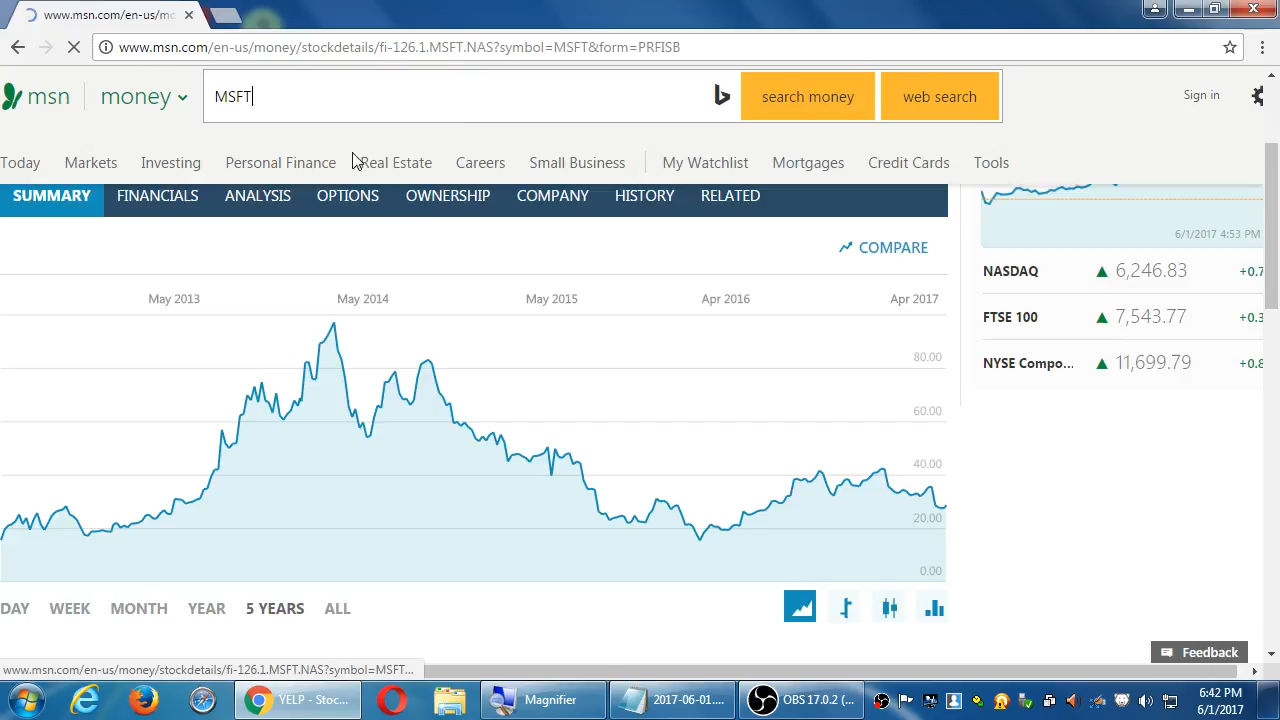 www.msn.com/en-us/mo
www.msn.com/en-us/money/stockdetails/fi-126.1.MSFT.NAS?symbol=MSFT&form=PRFISB
msn money MSFT search money web search Sign in
Today Markets Investing Personal Finance Real Estate Careers Small Business My Watchlist Mortgages Credit Cards Tools
SUMMARY FINANCIALS ANALYSIS OPTIONS OWNERSHIP COMPANY HISTORY RELATED
6/1/2017 4:53 PM
COMPARE
NASDAQ ▲ 6,246.83 +0.7
May 2013 May 2014 May 2015 Apr 2016 Apr 2017
FTSE 100 ▲ 7,543.77 +0.3
80.00
NYSE Compo... ▲ 11,699.79 +0.8
60.00
40.00
20.00
0.00
DAY WEEK MONTH YEAR 5 YEARS ALL
Feedback
www.msn.com/en-us/money/stockdetails/fi-126.1.MSFT.NAS?symbol=MSFT...
YELP - Stoc... Magnifier 2017-06-01.... OBS 17.0.2 (...
6:42 PM
6/1/2017